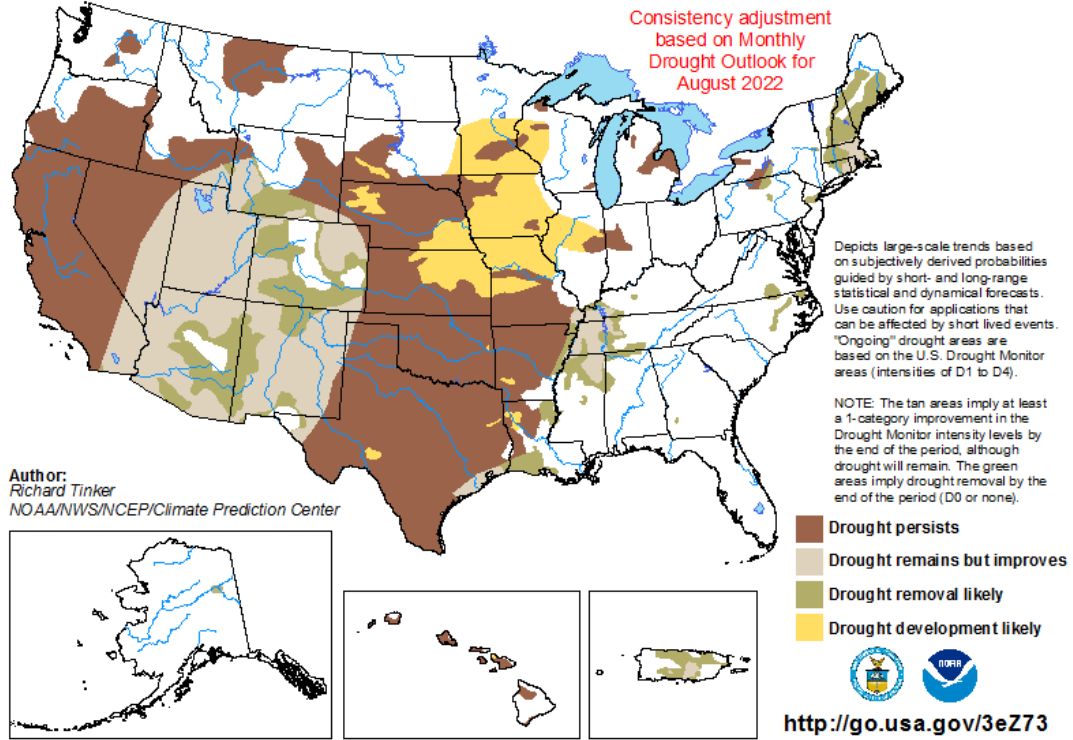 Consistency adjustment
based on Monthly
Drought Outlook for
August 2022
Depicts large-scale trends based
on subjectively derived probabilities
guided by short- and long-range
statistical and dynamical forecasts.
Use caution for applications that
can be affected by short lived events.
"Ongoing" drought areas are
based on the U.S. Drought Monitor
areas (intensities of D1 to D4).
NOTE: The tan areas imply at least
a 1-category improvement in the
Drought Monitor intensity levels by
the end of the period, although
drought will remain. The green
areas imply drought removal by the
end of the period (D0 or none).
Author:
Richard Tinker
NOAA/NWS/NCEP/Climate Prediction Center
Drought persists
Drought remains but improves
Drought removal likely
Drought development likely
NOAA
http://go.usa.gov/3eZ73